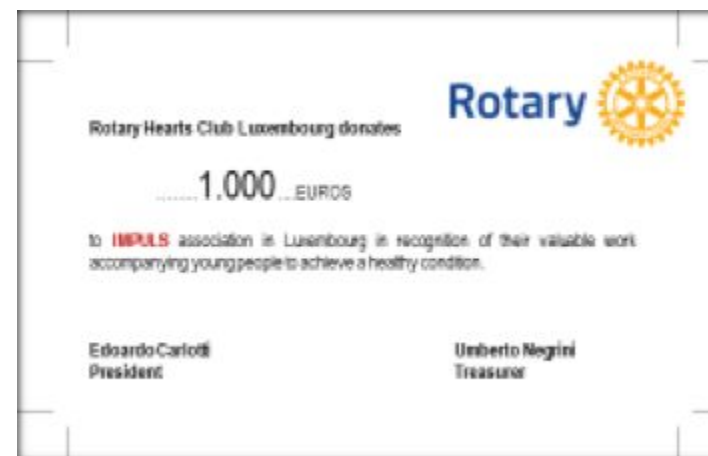 Rotary
Rotary Hearts Club Luxembourg donates
........1.000....EUROS
to IMPULS association in Luxembourg in recognition of their valuable work
accompanying young people to achieve a healthy condition.
Edoardo Carlotti
President
Umberto Negrini
Treasurer